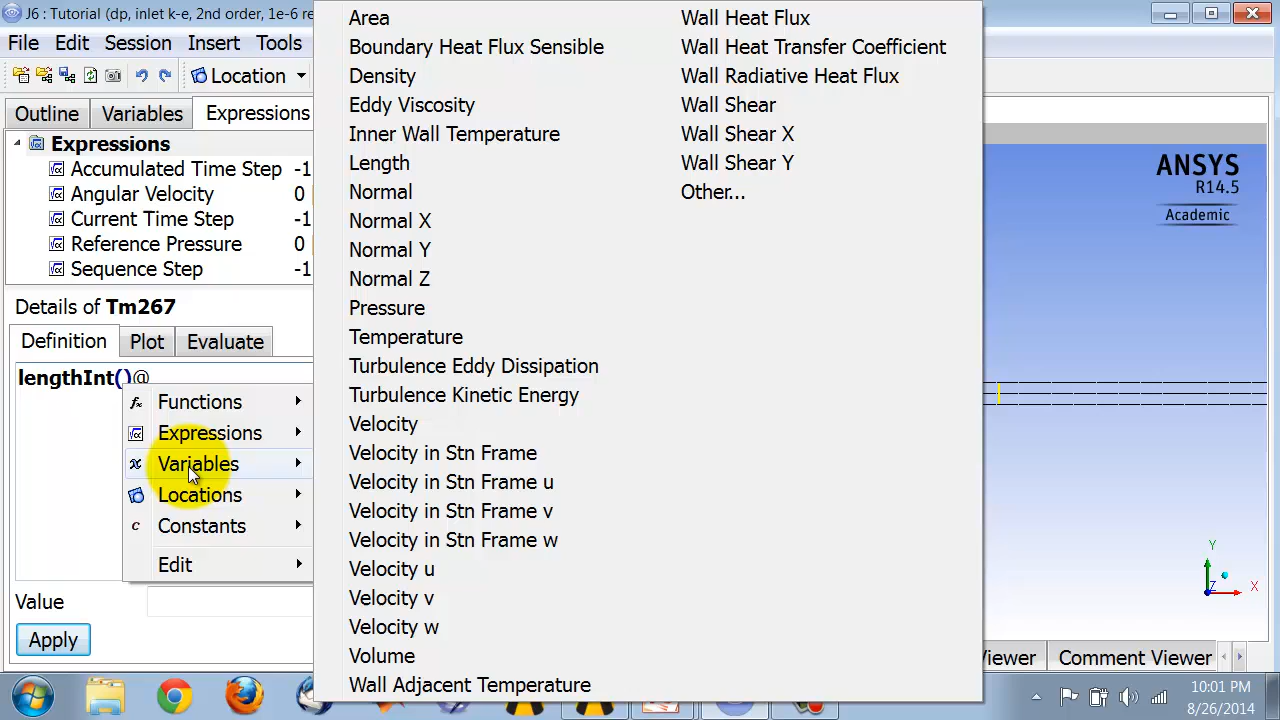 J6 : Tutorial (dp, inlet k-e, 2nd order, 1e-6 re
File Edit Session Insert Tools
Location
Outline Variables Expressions
Expressions
Accumulated Time Step -1
Angular Velocity 0
Current Time Step -1
Reference Pressure 0
Sequence Step -1
Details of Tm267
Definition Plot Evaluate
lengthInt()@
Functions
Expressions
Variables
Locations
Constants
Edit
Value
Apply
Area
Boundary Heat Flux Sensible
Density
Eddy Viscosity
Inner Wall Temperature
Length
Normal
Normal X
Normal Y
Normal Z
Pressure
Temperature
Turbulence Eddy Dissipation
Turbulence Kinetic Energy
Velocity
Velocity in Stn Frame
Velocity in Stn Frame u
Velocity in Stn Frame v
Velocity in Stn Frame w
Velocity u
Velocity v
Velocity w
Volume
Wall Adjacent Temperature
Wall Heat Flux
Wall Heat Transfer Coefficient
Wall Radiative Heat Flux
Wall Shear
Wall Shear X
Wall Shear Y
Other...
ANSYS
R14.5
Academic
Y
X
Z
Viewer Comment Viewer
10:01 PM
8/26/2014